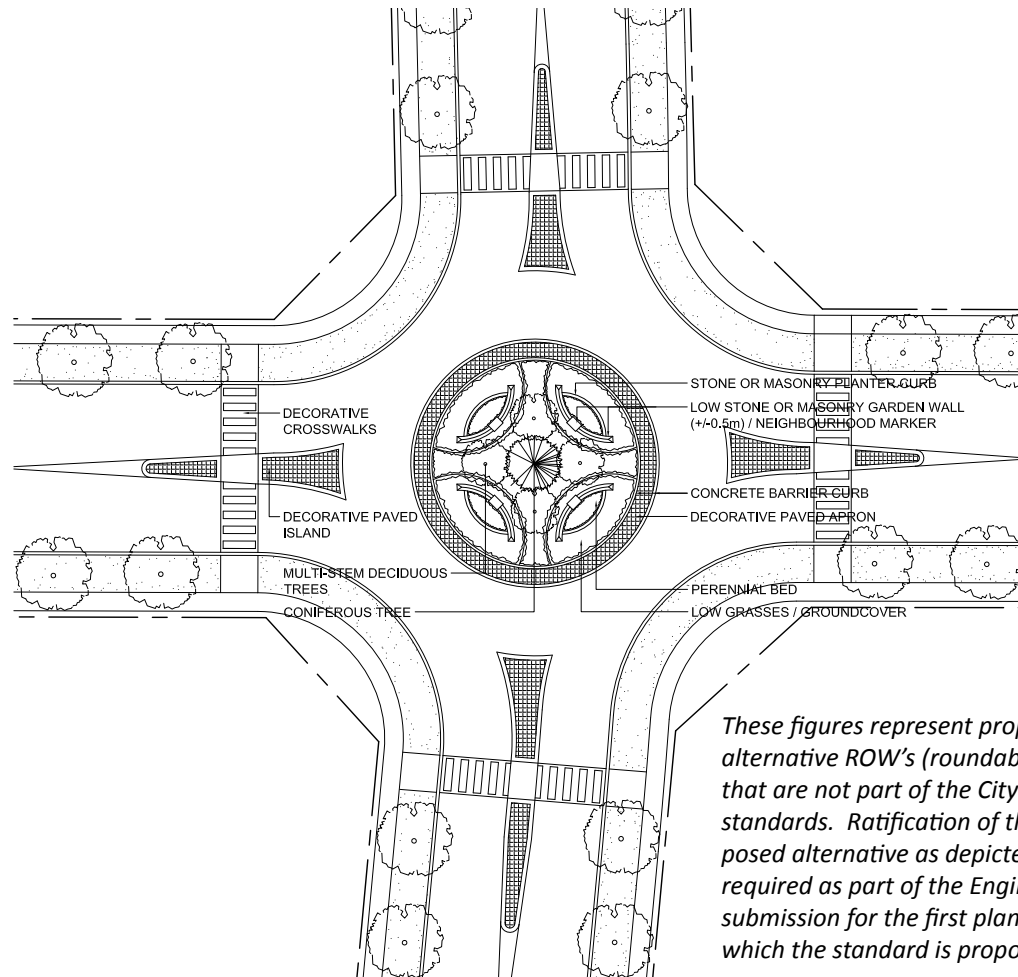 STONE OR MASONRY PLANTER CURB
LOW STONE OR MASONRY GARDEN WALL
(+/-0.5m) / NEIGHBOURHOOD MARKER
DECORATIVE
CROSSWALKS
CONCRETE BARRIER CURB
DECORATIVE PAVED APRON
DECORATIVE PAVED
ISLAND
MULTI-STEM DECIDUOUS
TREES
CONIFEROUS TREE
PERENNIAL BED
LOW GRASSES / GROUNDCOVER
These figures represent prop
alternative ROW's (roundab
that are not part of the City
standards. Ratification of th
posed alternative as depicte
required as part of the Engi
submission for the first plan
which the standard is propo